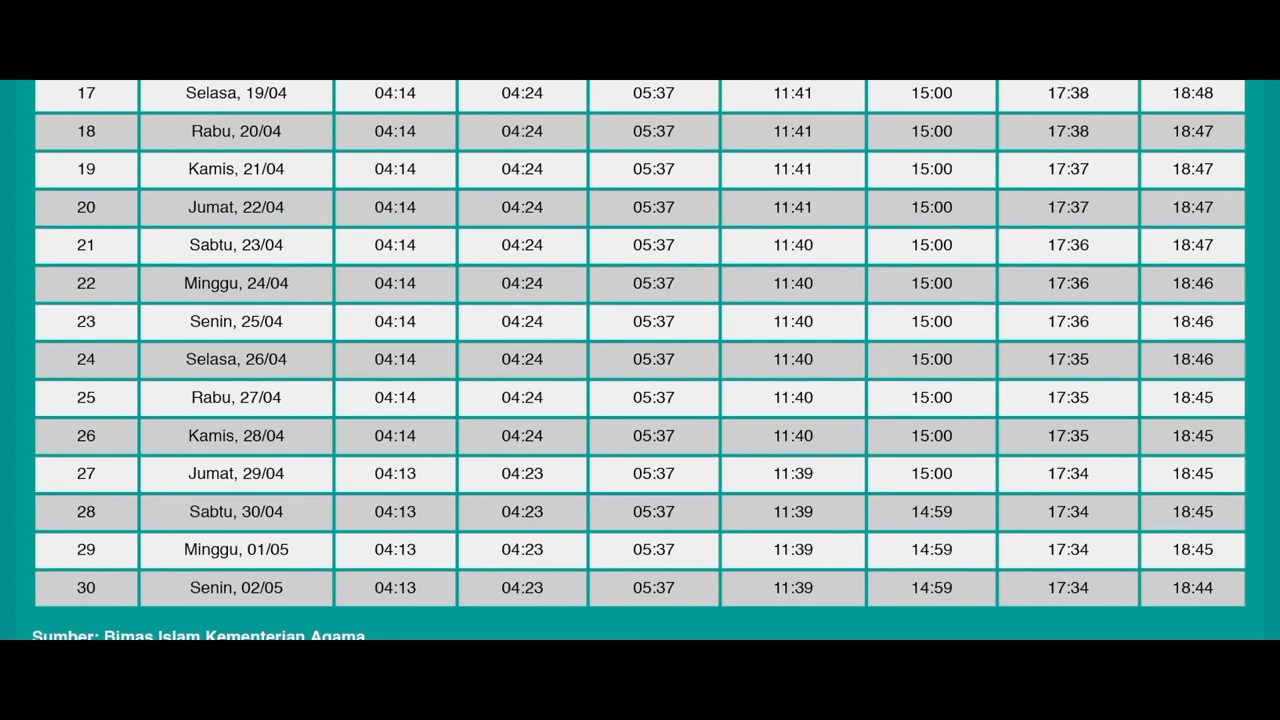 17 Selasa, 19/04 04:14 04:24 05:37 11:41 15:00 17:38 18:48
18 Rabu, 20/04 04:14 04:24 05:37 11:41 15:00 17:38 18:47
19 Kamis, 21/04 04:14 04:24 05:37 11:41 15:00 17:37 18:47
20 Jumat, 22/04 04:14 04:24 05:37 11:41 15:00 17:37 18:47
21 Sabtu, 23/04 04:14 04:24 05:37 11:40 15:00 17:36 18:47
22 Minggu, 24/04 04:14 04:24 05:37 11:40 15:00 17:36 18:46
23 Senin, 25/04 04:14 04:24 05:37 11:40 15:00 17:36 18:46
24 Selasa, 26/04 04:14 04:24 05:37 11:40 15:00 17:35 18:46
25 Rabu, 27/04 04:14 04:24 05:37 11:40 15:00 17:35 18:45
26 Kamis, 28/04 04:14 04:24 05:37 11:40 15:00 17:35 18:45
27 Jumat, 29/04 04:13 04:23 05:37 11:39 15:00 17:34 18:45
28 Sabtu, 30/04 04:13 04:23 05:37 11:39 14:59 17:34 18:45
29 Minggu, 01/05 04:13 04:23 05:37 11:39 14:59 17:34 18:45
30 Senin, 02/05 04:13 04:23 05:37 11:39 14:59 17:34 18:44
Sumber: Bimas Islam Kementerian Agama